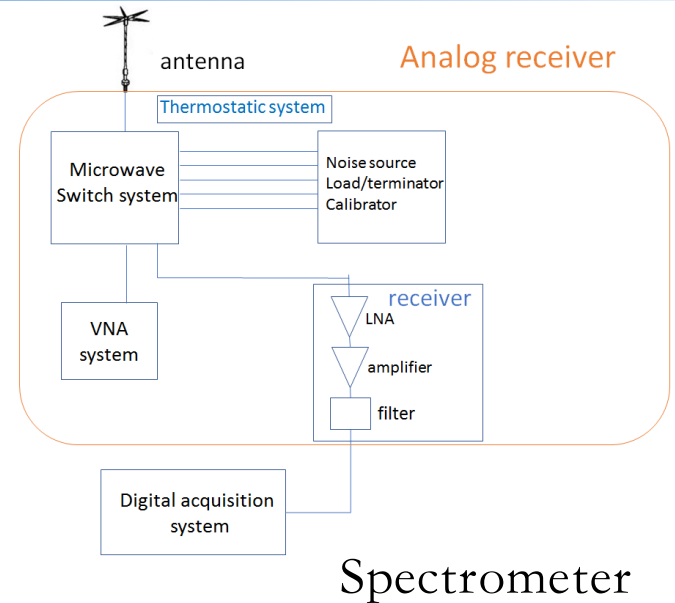 antenna
Analog receiver
Thermostatic system
Microwave
Switch system
Noise source
Load/terminator
Calibrator
receiver
LNA
VNA
system
amplifier
filter
Digital acquisition
system
Spectrometer